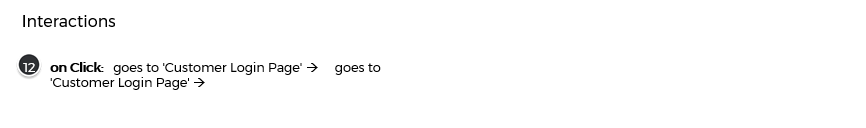 Interactions
12 on Click: goes to 'Customer Login Page' → goes to
'Customer Login Page' →